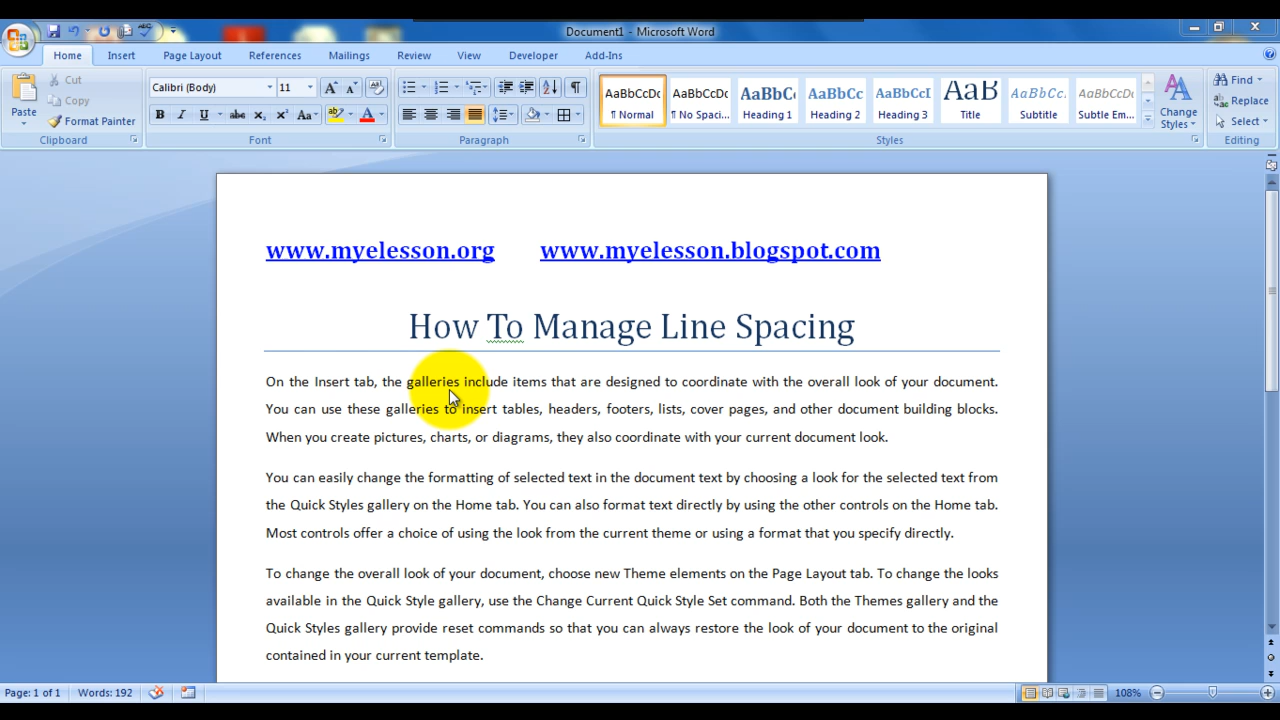 Document1 - Microsoft Word
Home Insert Page Layout References Mailings Review View Developer Add-Ins
Paste
Cut
Copy
Format Painter
Clipboard
Calibri (Body) 11
Font
Paragraph
AaBbCcDc AaBbCcDc AaBbC( AaBbCc AaBbCcI AaB AaBbCc. AaBbCcDc
¶ Normal ¶ No Spaci... Heading 1 Heading 2 Heading 3 Title Subtitle Subtle Em...
Change Styles
Styles
Find
Replace
Select
Editing
www.myelesson.org www.myelesson.blogspot.com
How To Manage Line Spacing
On the Insert tab, the galleries include items that are designed to coordinate with the overall look of your document.
You can use these galleries to insert tables, headers, footers, lists, cover pages, and other document building blocks.
When you create pictures, charts, or diagrams, they also coordinate with your current document look.
You can easily change the formatting of selected text in the document text by choosing a look for the selected text from
the Quick Styles gallery on the Home tab. You can also format text directly by using the other controls on the Home tab.
Most controls offer a choice of using the look from the current theme or using a format that you specify directly.
To change the overall look of your document, choose new Theme elements on the Page Layout tab. To change the looks
available in the Quick Style gallery, use the Change Current Quick Style Set command. Both the Themes gallery and the
Quick Styles gallery provide reset commands so that you can always restore the look of your document to the original
contained in your current template.
Page: 1 of 1 Words: 192 108%